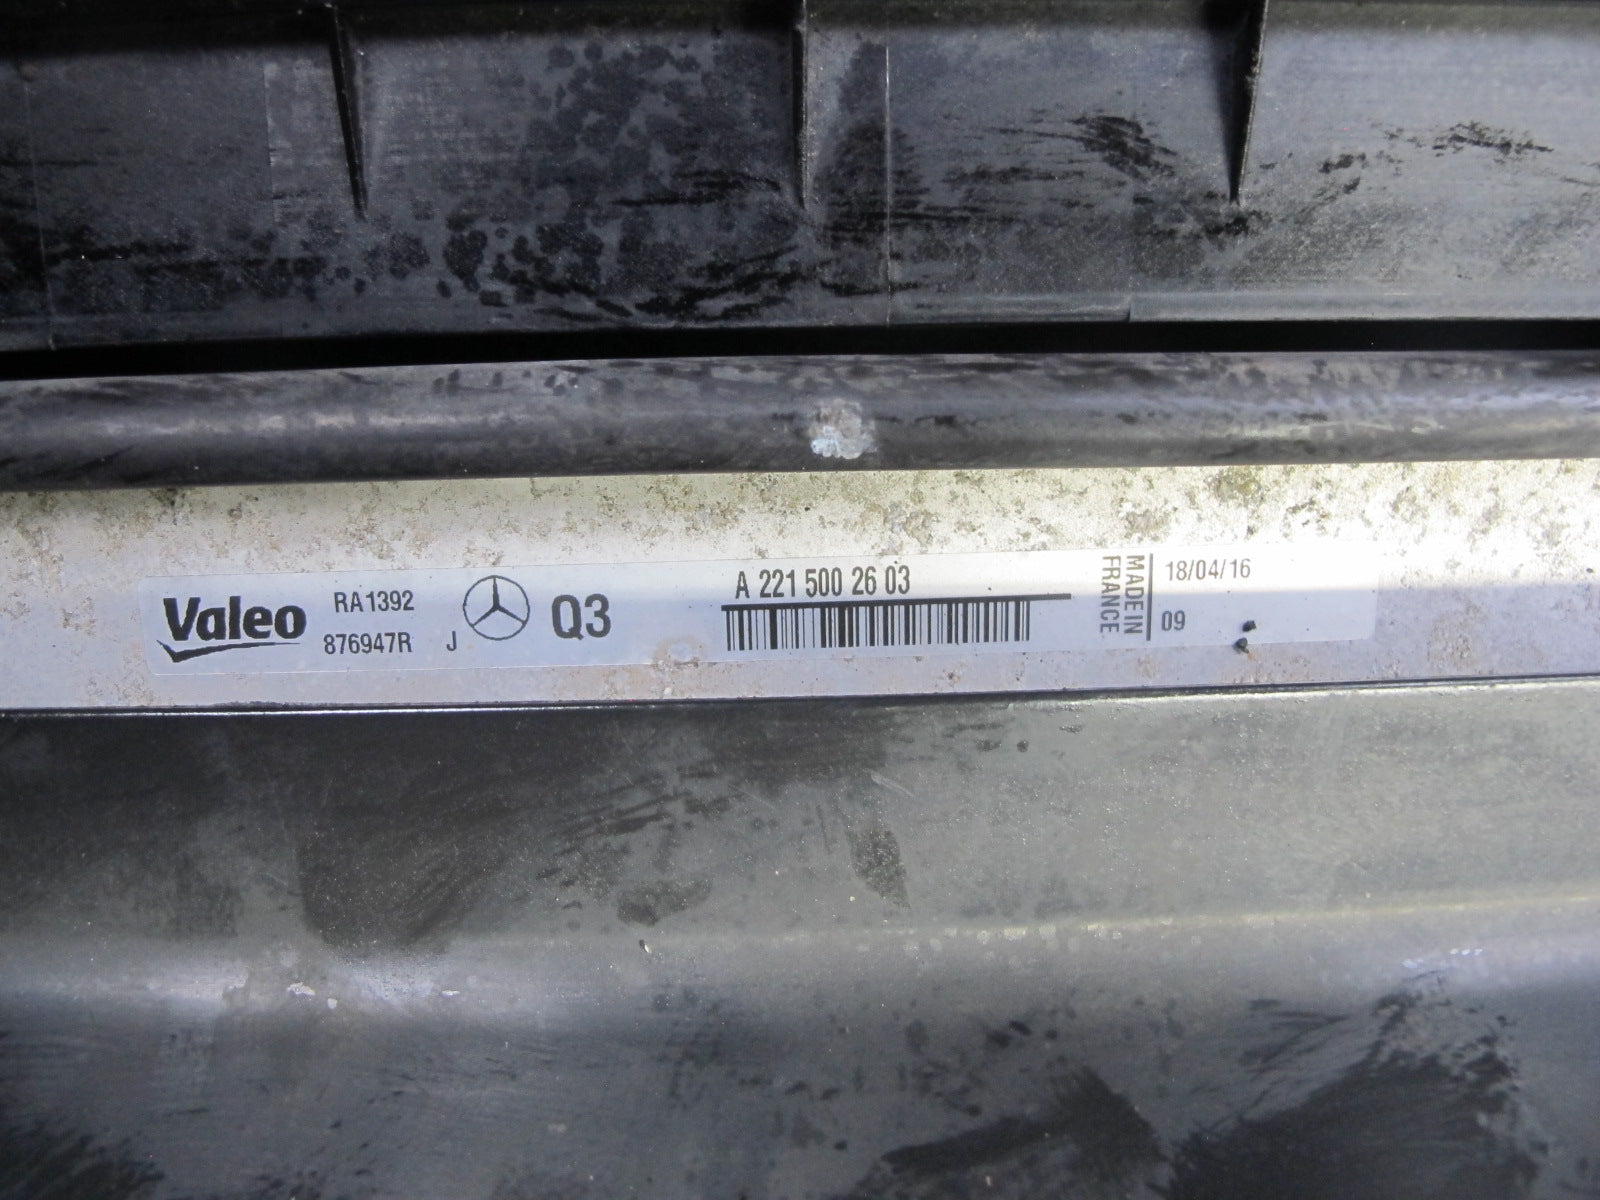 Valeo
RA1392
876947R J
Q3
A 221 500 26 03
MADE IN
FRANCE
18/04/16
09